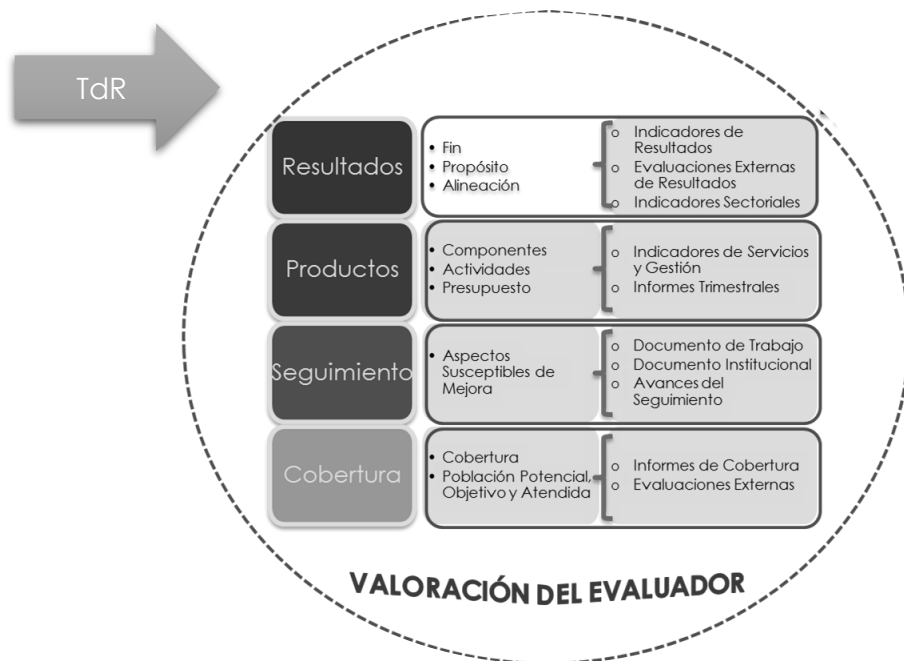 TdR
Resultados
• Fin
• Propósito
• Alineación
o Indicadores de
Resultados
o Evaluaciones Externas
de Resultados
o Indicadores Sectoriales
Productos
• Componentes
• Actividades
• Presupuesto
o Indicadores de Servicios
y Gestión
o Informes Trimestrales
Seguimiento
• Aspectos
Susceptibles de
Mejora
o Documento de Trabajo
o Documento Institucional
o Avances del
Seguimiento
Cobertura
• Cobertura
• Población Potencial,
Objetivo y Atendida
o Informes de Cobertura
o Evaluaciones Externas
VALORACIÓN DEL EVALUADOR